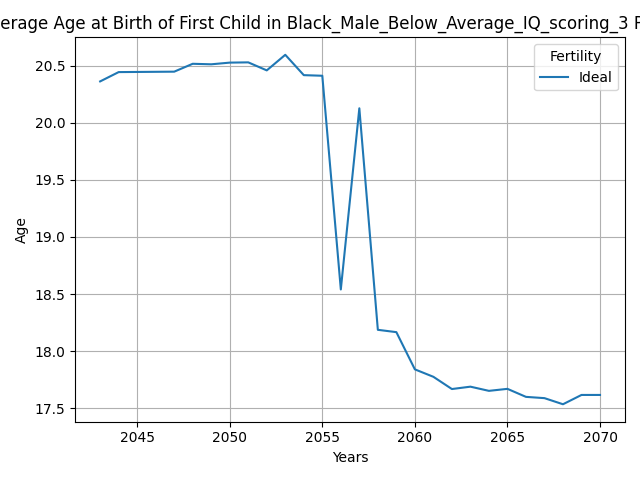 erage Age at Birth of First Child in Black_Male_Below_Average_IQ_scoring_3
Fertility
Ideal
20.5
20.0
19.5
19.0
18.5
18.0
17.5
Age
2045 2050 2055 2060 2065 2070
Years